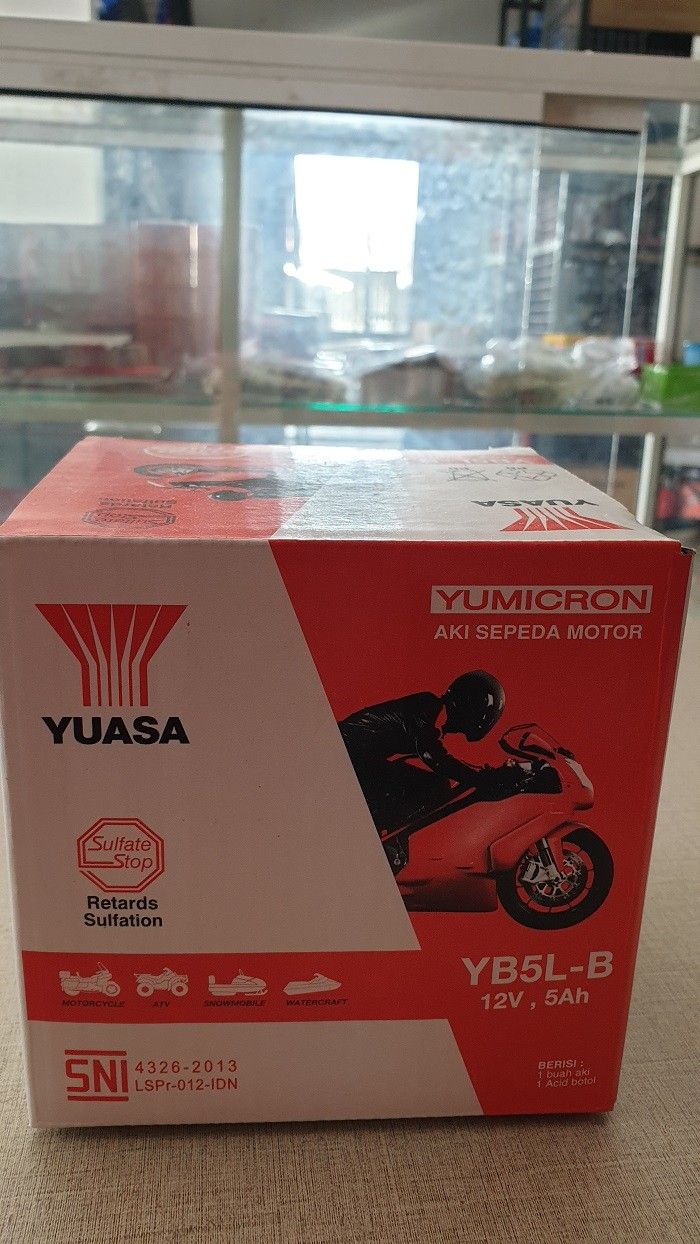 YUASA
YUMICRON
AKI SEPEDA MOTOR
YUASA
Sulfate
Stop
Retards
Sulfation
MOTORCYCLE
ATV
SNOWMOBILE
WATERCRAFT
YB5L-B
12V , 5Ah
SNI
4326-2013
LSPr-012-IDN
BERISI :
1 buah aki
1 Acid botol